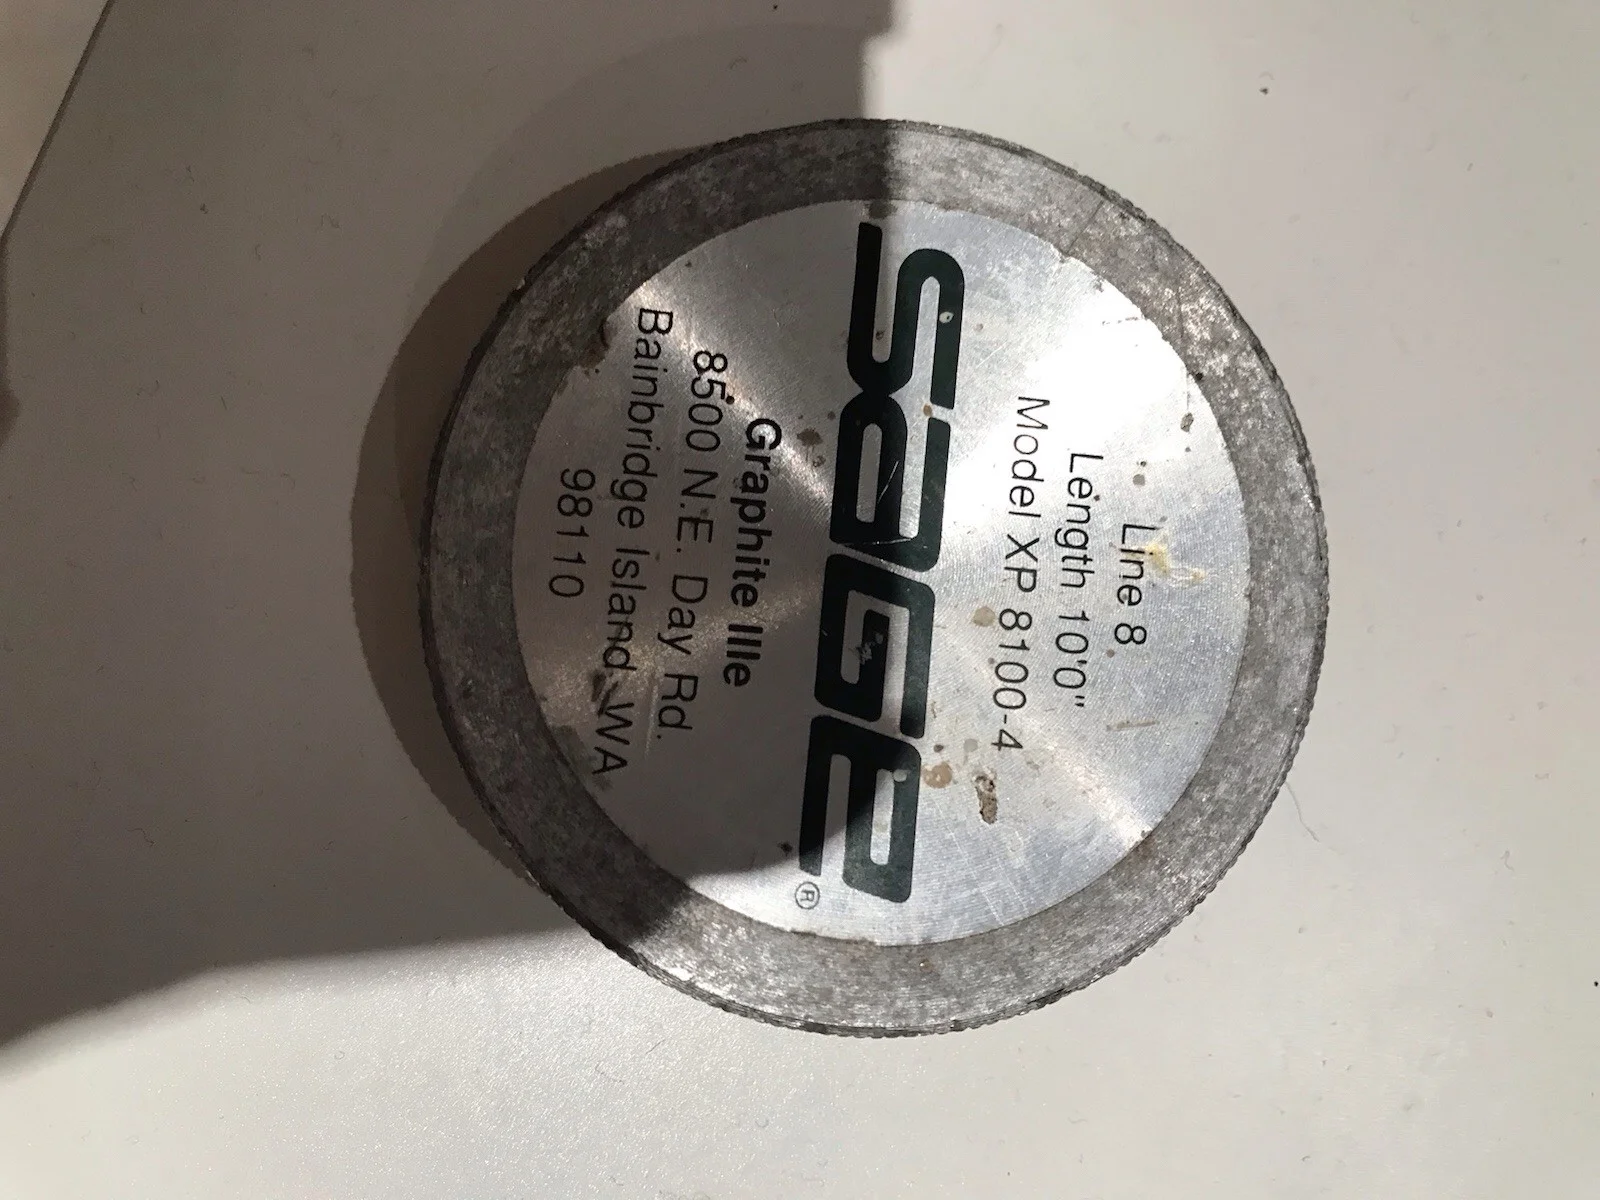 Line 8
Length 10'0"
Model XP 8100-4
SAGE®
Graphite IIIe
8500 N.E. Day Rd.
Bainbridge Island WA
98110